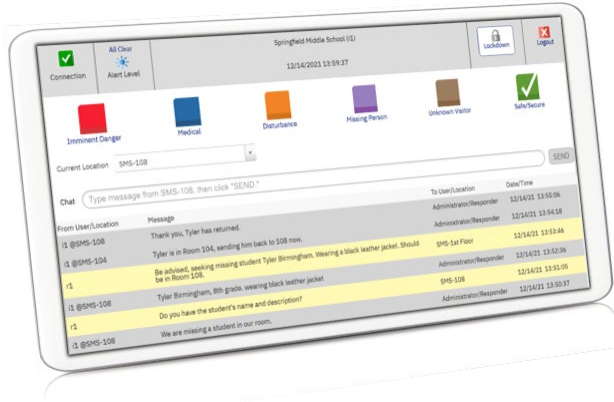 All Clear
Springfield Middle School (i1)
Lockdown
Logout
Connection
Alert Level
12/14/2021 13:59:37
Imminent Danger
Medical
Disturbance
Missing Person
Unknown Visitor
Safe/Secure
Current Location SMS-108
Chat Type message from SMS-108, then click "SEND."
SEND
From User/Location Message To User/Location Date/Time
i1 @SMS-108 Thank you, Tyler has returned. Administrator/Responder 12/14/21 13:55:06
i1 @SMS-104 Tyler is in Room 104, sending him back to 108 now. Administrator/Responder 12/14/21 13:54:18
r1 Be advised, seeking missing student Tyler Birmingham. Wearing a black leather jacket. Should
be in Room 108. SMS-1st Floor 12/14/21 13:53:46
i1 @SMS-108 Tyler Birmingham, 8th grade, wearing black leather jacket Administrator/Responder 12/14/21 13:52:36
r1 Do you have the student's name and description? SMS-108 12/14/21 13:51:05
i1 @SMS-108 We are missing a student in our room. Administrator/Responder 12/14/21 13:50:37